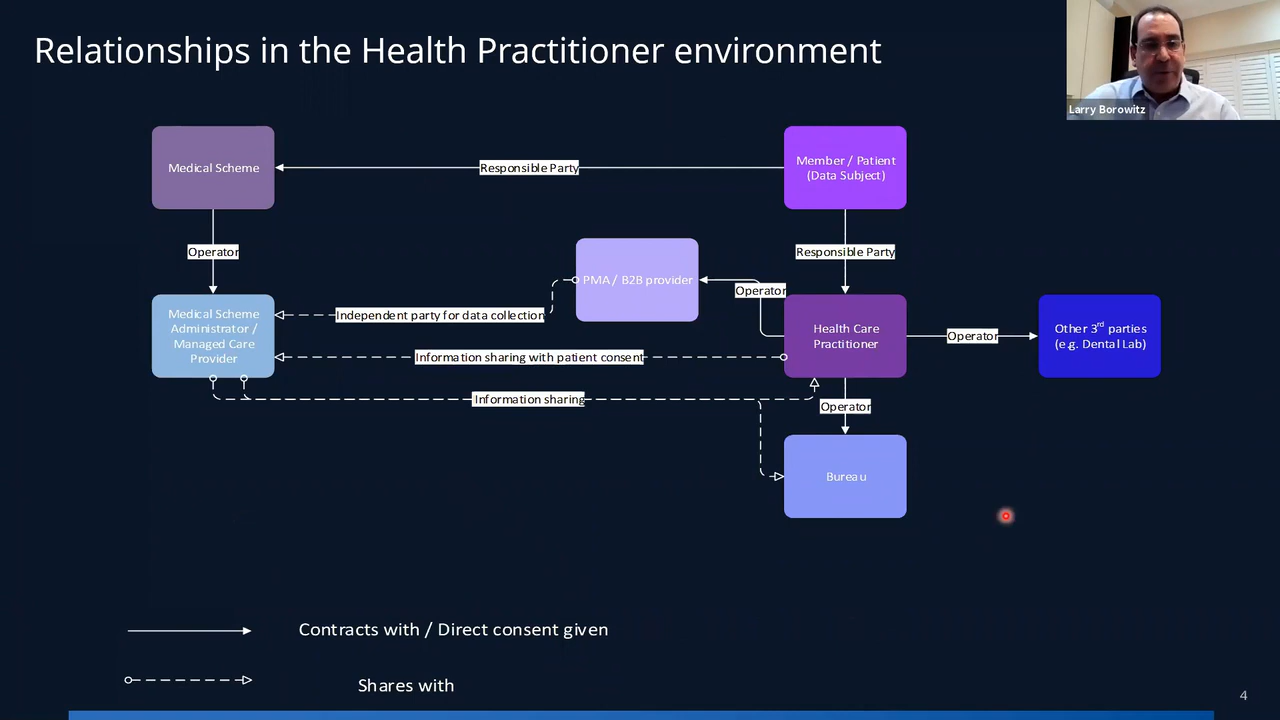 Relationships in the Health Practitioner environment
Larry Borowitz
Medical Scheme
Responsible Party
Member / Patient
(Data Subject)
Operator
Responsible Party
PMA / B2B provider
Operator
Medical Scheme
Administrator /
Managed Care
Provider
Independent party for data collection
Health Care
Practitioner
Operator
Other 3rd parties
(e.g. Dental Lab)
Information sharing with patient consent
Information sharing
Operator
Bureau
Contracts with / Direct consent given
Shares with
4